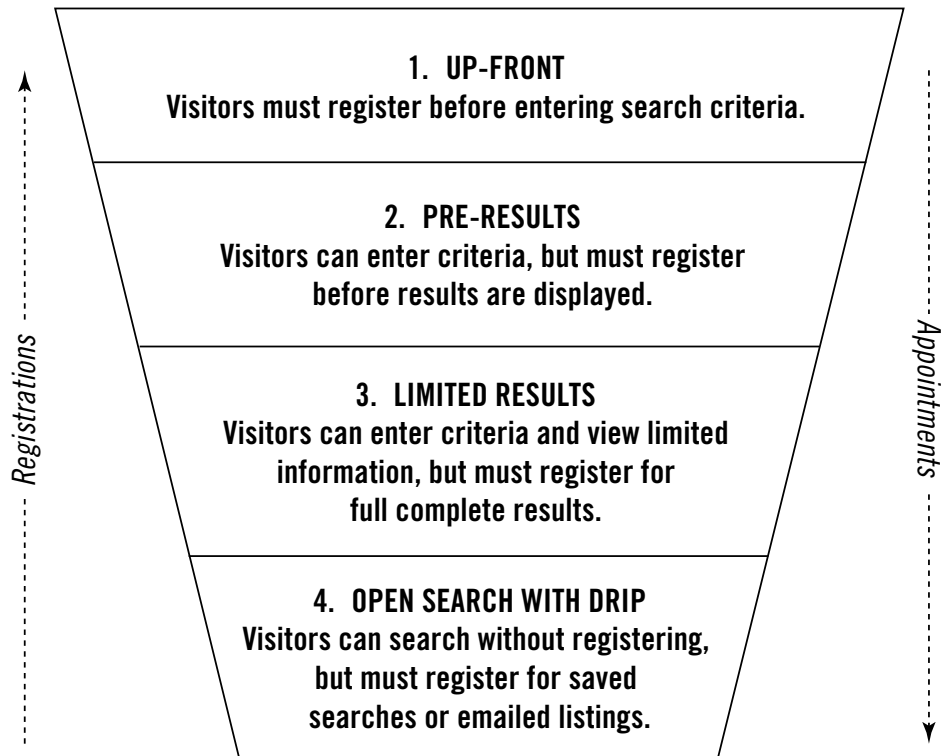 1. UP-FRONT
Visitors must register before entering search criteria.
2. PRE-RESULTS
Visitors can enter criteria, but must register
before results are displayed.
3. LIMITED RESULTS
Visitors can enter criteria and view limited
information, but must register for
full complete results.
4. OPEN SEARCH WITH DRIP
Visitors can search without registering,
but must register for saved
searches or emailed listings.
Registrations
Appointments